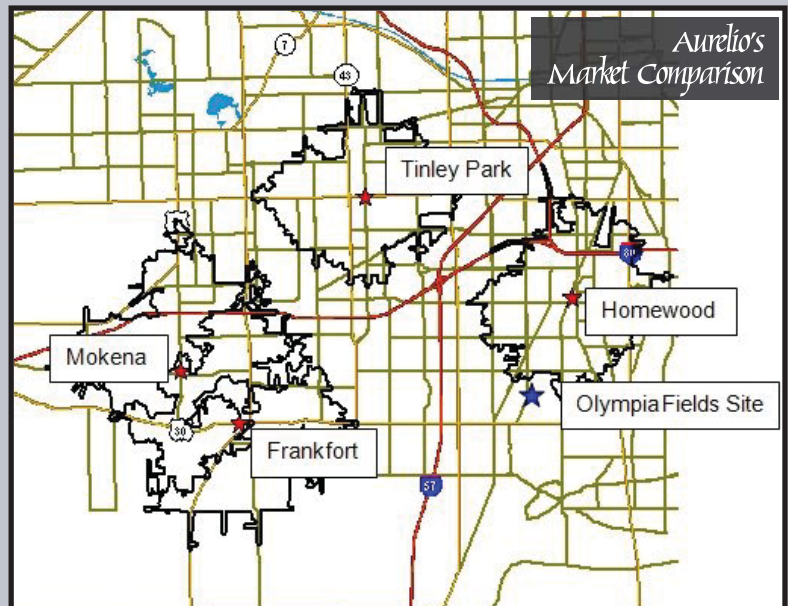 Aurelio's
Market Comparison
7
43
Tinley Park
80
Homewood
Mokena
Olympia Fields Site
30
Frankfort
57